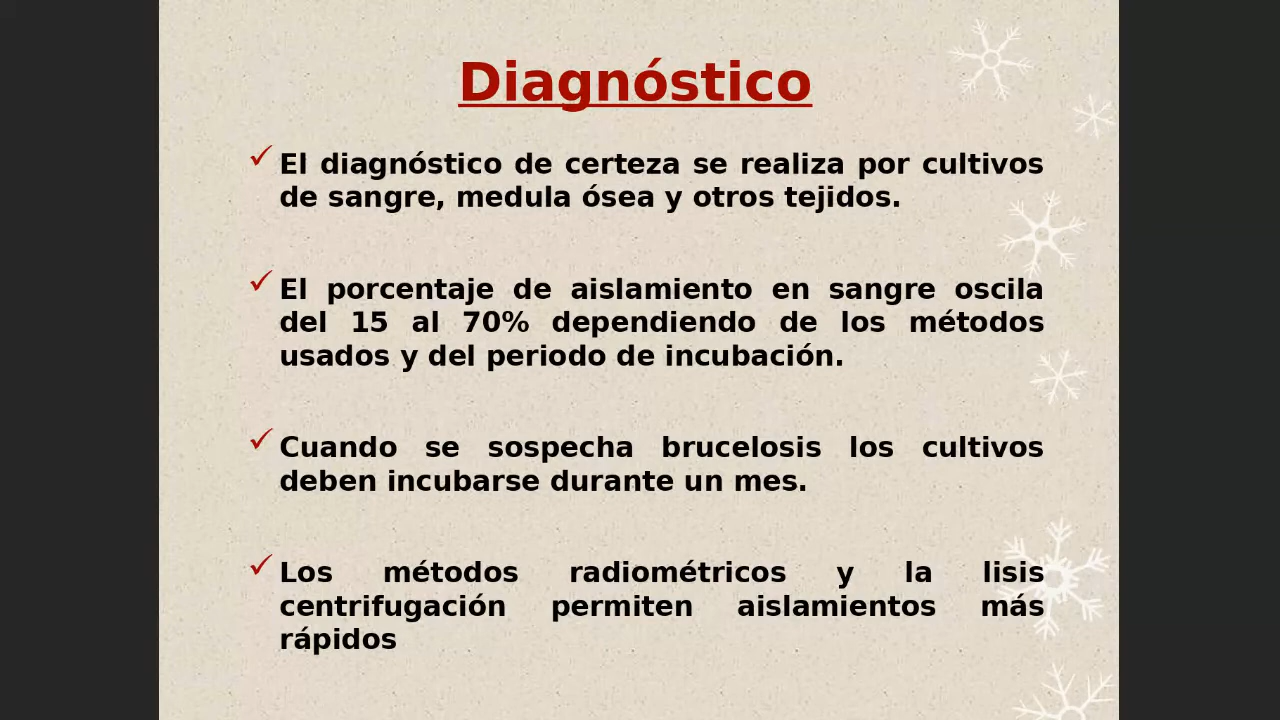 Diagnóstico
✓ El diagnóstico de certeza se realiza por cultivos
de sangre, medula ósea y otros tejidos.
✓ El porcentaje de aislamiento en sangre oscila
del 15 al 70% dependiendo de los métodos
usados y del periodo de incubación.
✓ Cuando se sospecha brucelosis los cultivos
deben incubarse durante un mes.
✓ Los métodos radiométricos y la lisis
centrifugación permiten aislamientos más
rápidos